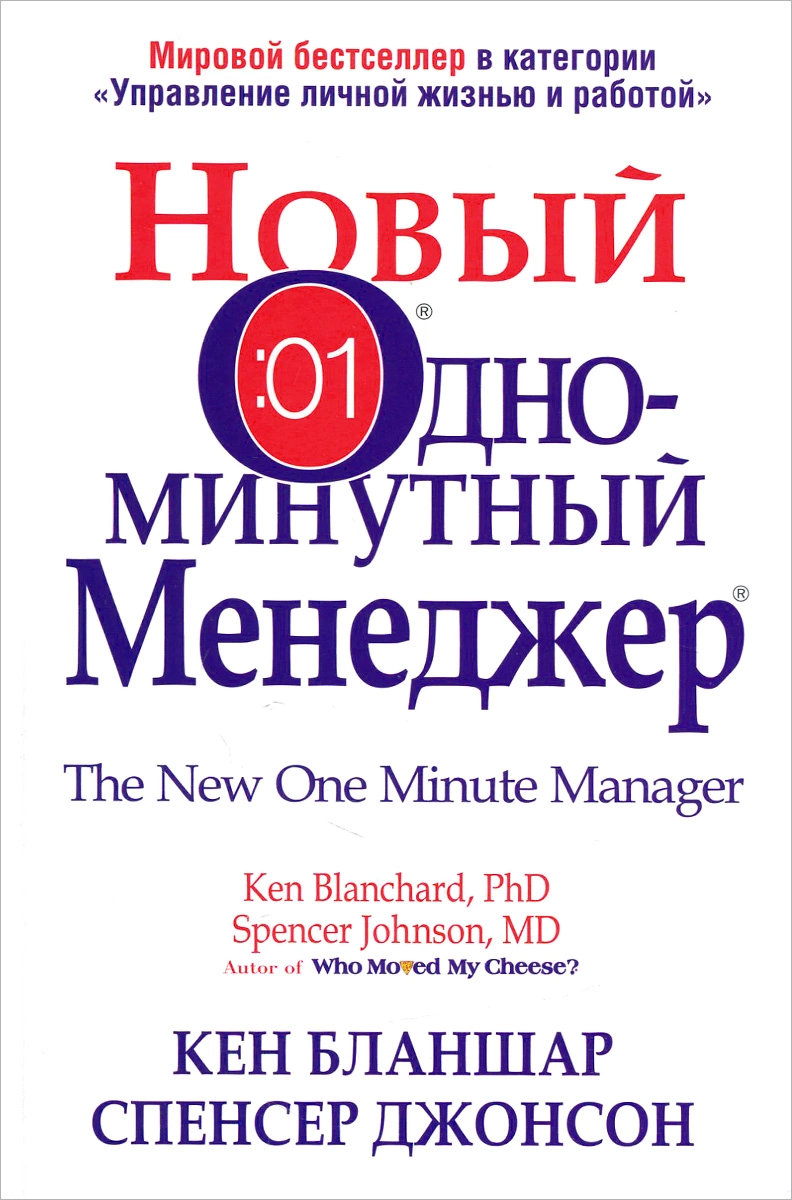 Мировой бестселлер в категории
«Управление личной жизнью и работой»
Новый
:01
Одно-®
минутный
Менеджер®
The New One Minute Manager
Ken Blanchard, PhD
Spencer Johnson, MD
Autor of Who Moved My Cheese?
КЕН БЛАНШАР
СПЕНСЕР ДЖОНСОН